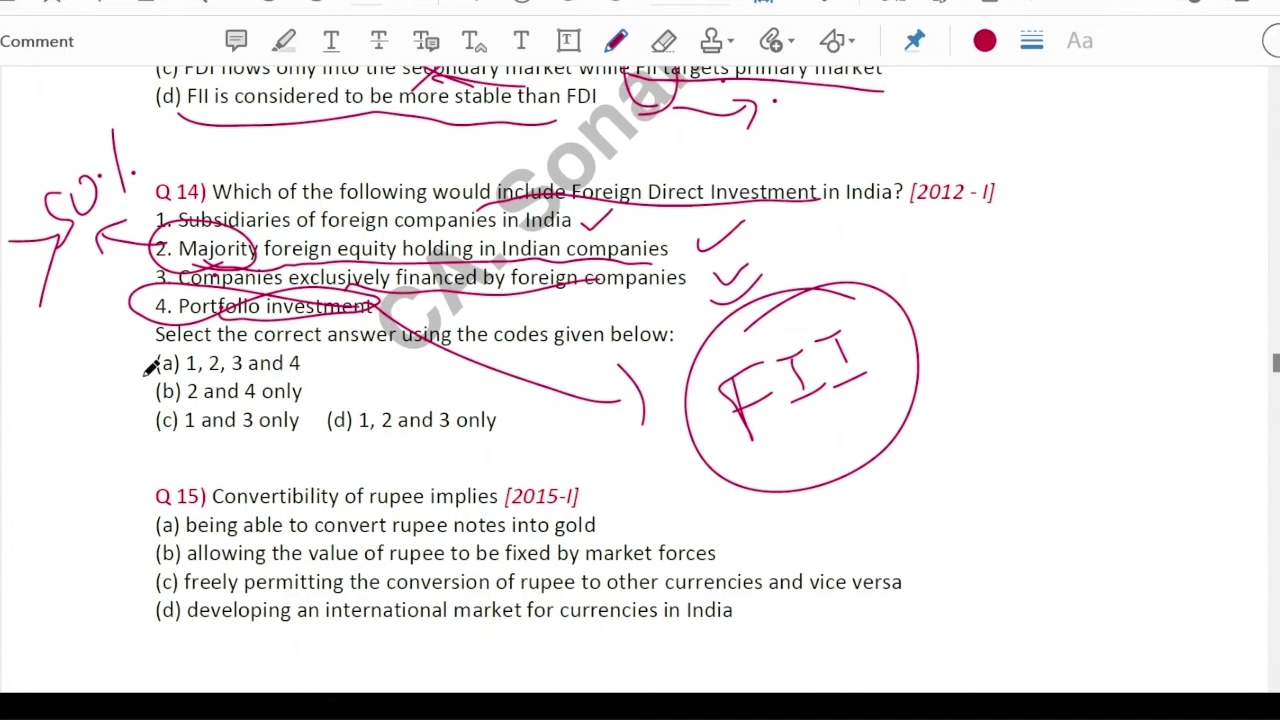 Comment
Aa
(c) FDI flows only into the secondary market while FII targets primary market
(d) FII is considered to be more stable than FDI
50%
Q 14) Which of the following would include Foreign Direct Investment in India? [2012 - I]
1. Subsidiaries of foreign companies in India
2. Majority foreign equity holding in Indian companies
3. Companies exclusively financed by foreign companies
4. Portfolio investment
Select the correct answer using the codes given below:
(a) 1, 2, 3 and 4
(b) 2 and 4 only
(c) 1 and 3 only (d) 1, 2 and 3 only
FII
Q 15) Convertibility of rupee implies [2015-I]
(a) being able to convert rupee notes into gold
(b) allowing the value of rupee to be fixed by market forces
(c) freely permitting the conversion of rupee to other currencies and vice versa
(d) developing an international market for currencies in India
CA. Sona